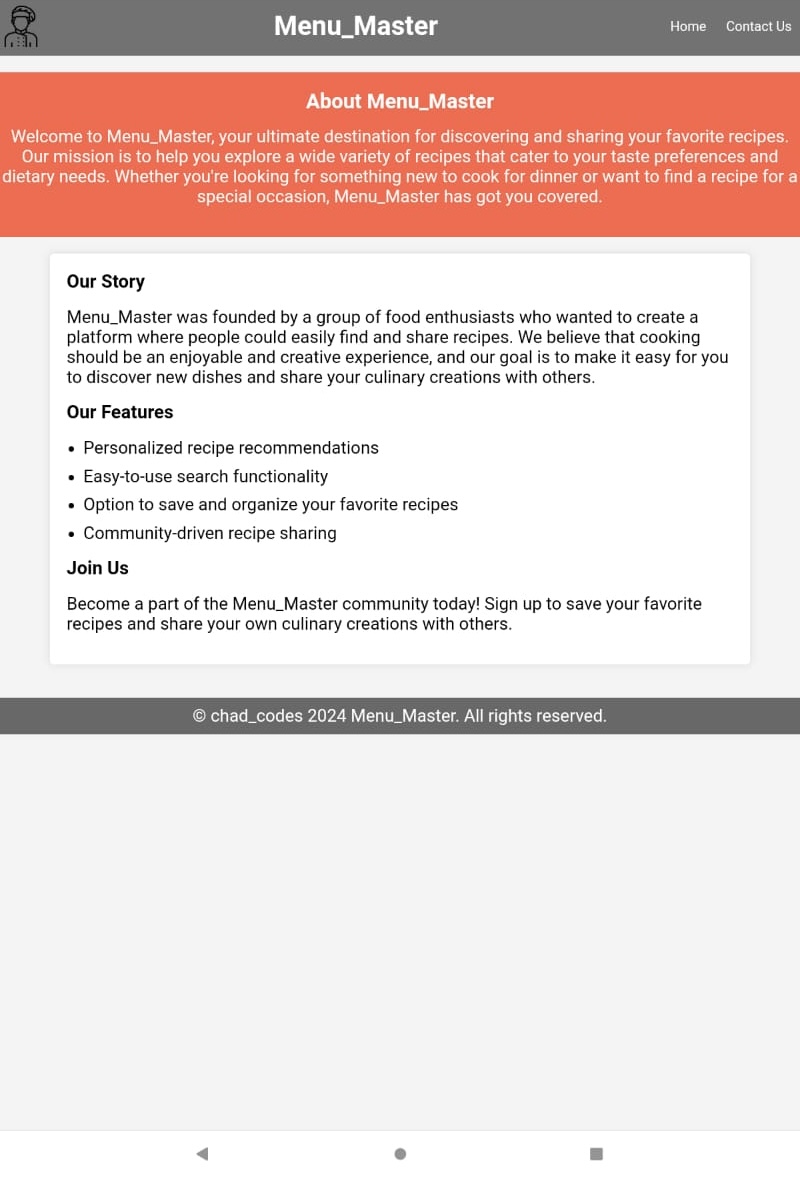 Menu_Master
Home
Contact Us
About Menu_Master
Welcome to Menu_Master, your ultimate destination for discovering and sharing your favorite recipes.
Our mission is to help you explore a wide variety of recipes that cater to your taste preferences and
dietary needs. Whether you're looking for something new to cook for dinner or want to find a recipe for a
special occasion, Menu_Master has got you covered.
Our Story
Menu_Master was founded by a group of food enthusiasts who wanted to create a
platform where people could easily find and share recipes. We believe that cooking
should be an enjoyable and creative experience, and our goal is to make it easy for you
to discover new dishes and share your culinary creations with others.
Our Features
• Personalized recipe recommendations
• Easy-to-use search functionality
• Option to save and organize your favorite recipes
• Community-driven recipe sharing
Join Us
Become a part of the Menu_Master community today! Sign up to save your favorite
recipes and share your own culinary creations with others.
© chad_codes 2024 Menu_Master. All rights reserved.